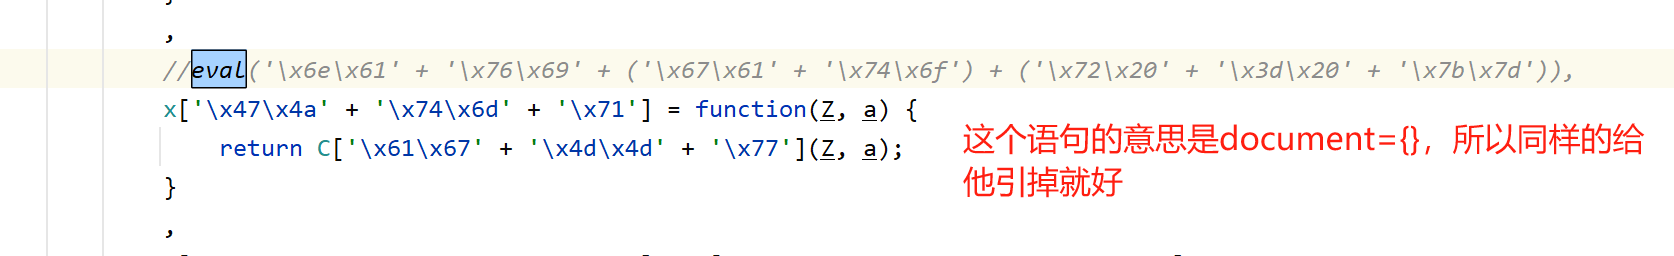 ,
//eval('\x6e\x61' + '\x76\x69' + ('\x67\x61' + '\x74\x6f') + ('\x72\x20' + '\x3d\x20' + '\x7b\x7d')),
x['\x47\x4a' + '\x74\x6d' + '\x71'] = function(Z, a) {
return C['\x61\x67' + '\x4d\x4d' + '\x77'](Z, a);
}
,
这个语句的意思是document={}，所以同样的给
他引掉就好